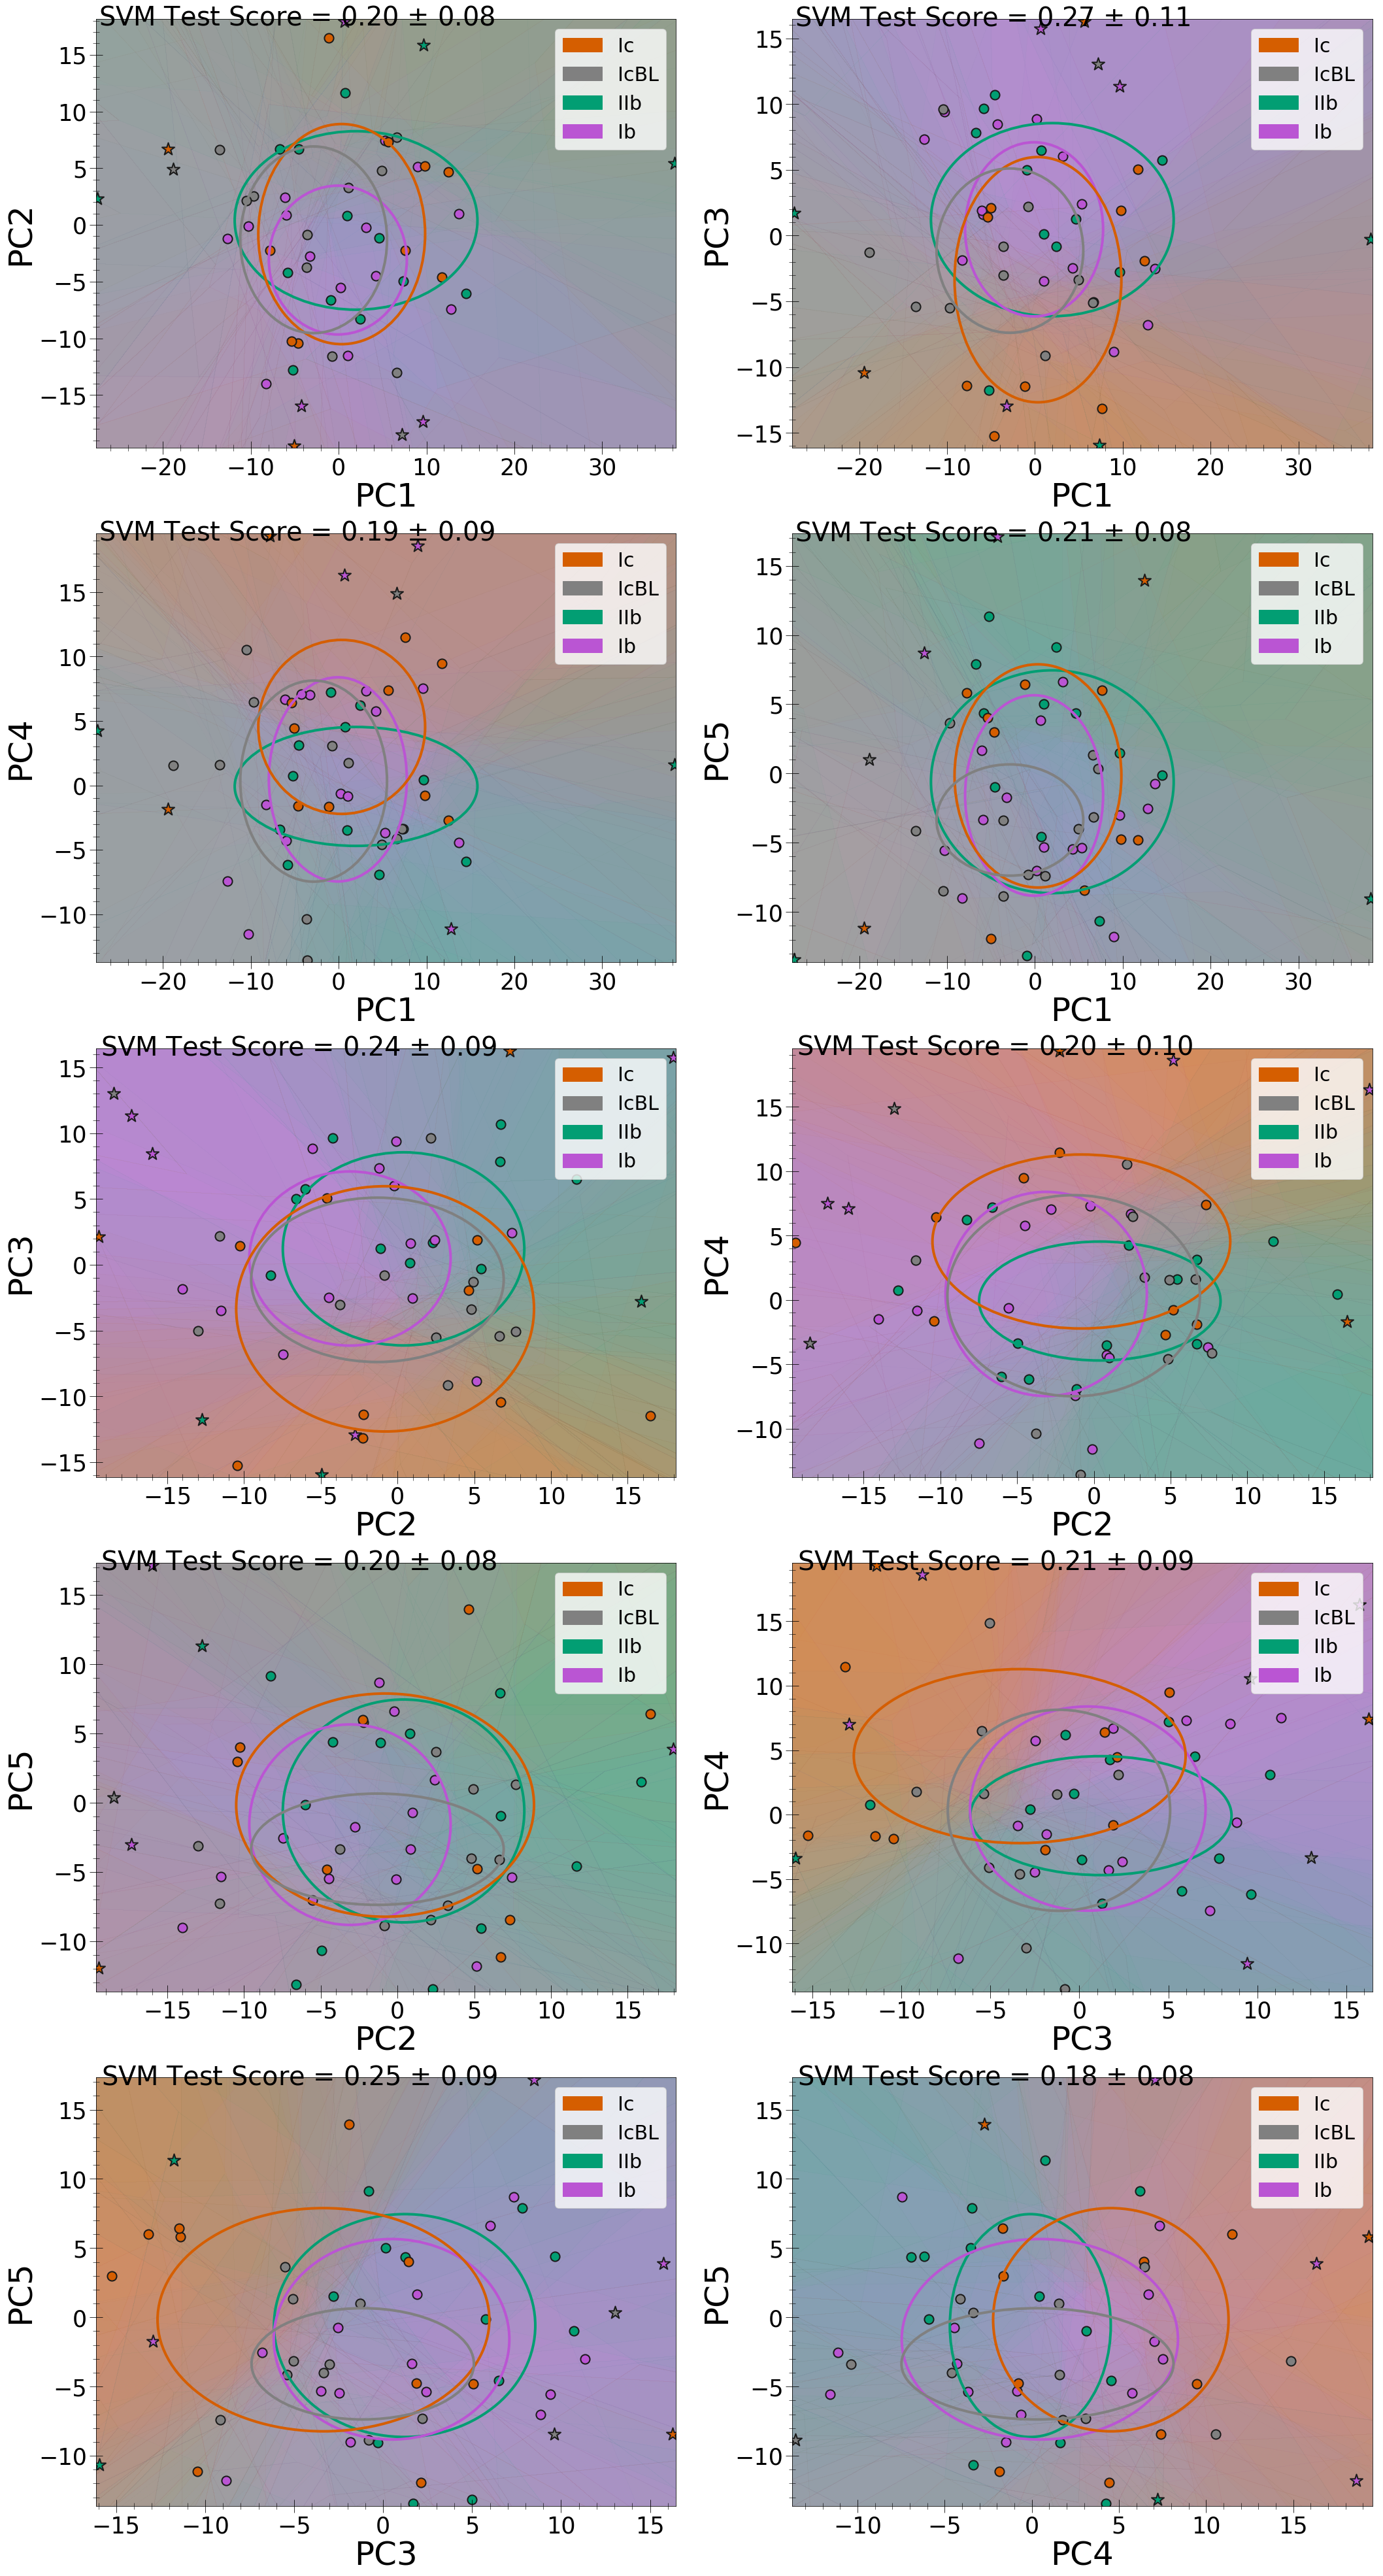 SVM Test Score = 0.20 ± 0.08
15
10
5
0
−5
−10
−15
PC2
Ic
IcBL
IIb
Ib
−20 −10 0 10 20 30
PC1
SVM Test Score = 0.27 ± 0.11
15
10
5
0
−5
−10
−15
PC3
Ic
IcBL
IIb
Ib
−20 −10 0 10 20 30
PC1
SVM Test Score = 0.19 ± 0.09
15
10
5
0
−5
−10
PC4
Ic
IcBL
IIb
Ib
−20 −10 0 10 20 30
PC1
SVM Test Score = 0.21 ± 0.08
15
10
5
0
−5
−10
PC5
Ic
IcBL
IIb
Ib
−20 −10 0 10 20 30
PC1
SVM Test Score = 0.24 ± 0.09
15
10
5
0
−5
−10
−15
PC3
Ic
IcBL
IIb
Ib
−15 −10 −5 0 5 10 15
PC2
SVM Test Score = 0.20 ± 0.10
15
10
5
0
−5
−10
PC4
Ic
IcBL
IIb
Ib
−15 −10 −5 0 5 10 15
PC2
SVM Test Score = 0.20 ± 0.08
15
10
5
0
−5
−10
PC5
Ic
IcBL
IIb
Ib
−15 −10 −5 0 5 10 15
PC2
SVM Test Score = 0.21 ± 0.09
15
10
5
0
−5
−10
PC4
Ic
IcBL
IIb
Ib
−15 −10 −5 0 5 10 15
PC3
SVM Test Score = 0.25 ± 0.09
15
10
5
0
−5
−10
PC5
Ic
IcBL
IIb
Ib
−15 −10 −5 0 5 10 15
PC3
SVM Test Score = 0.18 ± 0.08
15
10
5
0
−5
−10
PC5
Ic
IcBL
IIb
Ib
−10 −5 0 5 10 15
PC4